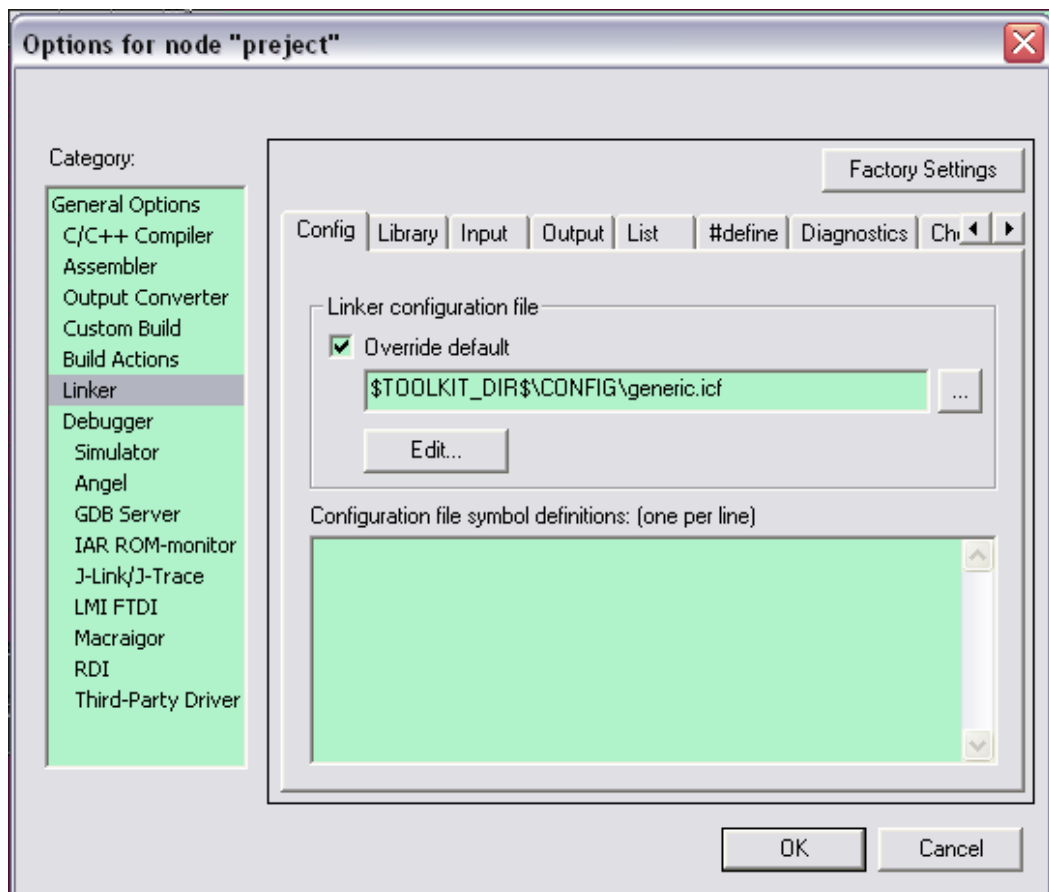 Options for node "preject"
Category:
General Options
C/C++ Compiler
Assembler
Output Converter
Custom Build
Build Actions
Linker
Debugger
Simulator
Angel
GDB Server
IAR ROM-monitor
J-Link/J-Trace
LMI FTDI
Macraigor
RDI
Third-Party Driver
Factory Settings
Config Library Input Output List #define Diagnostics
Linker configuration file
Override default
$TOOLKIT_DIR$\CONFIG\generic.icf
...
Edit...
Configuration file symbol definitions: (one per line)
OK Cancel